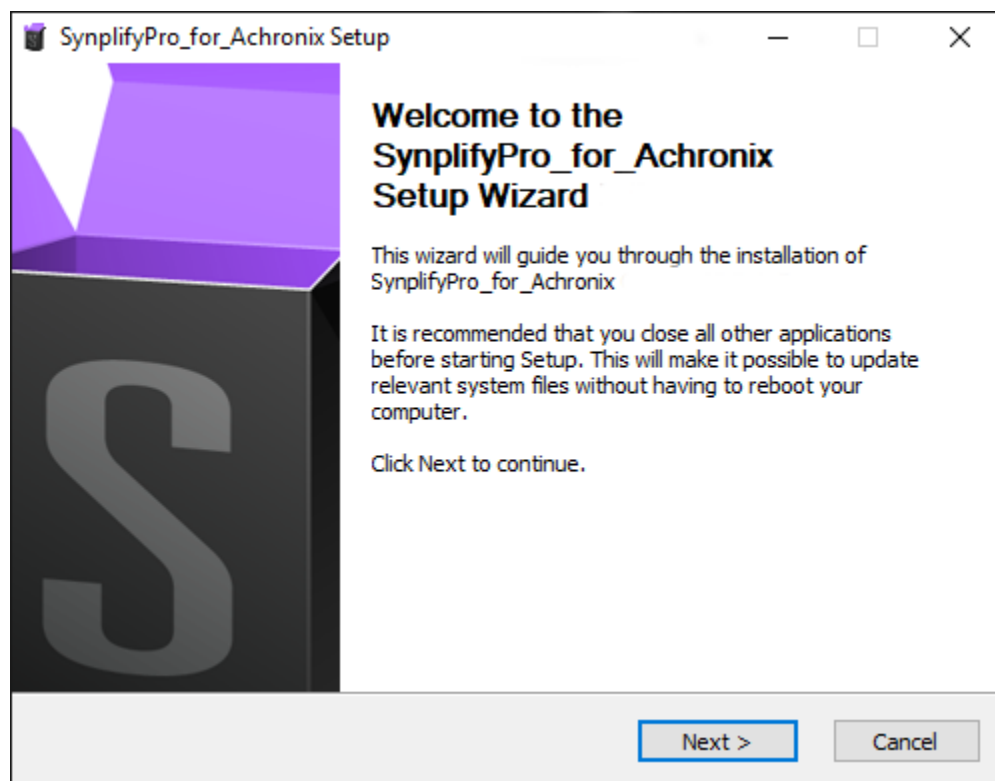 SynplifyPro_for_Achronix Setup
Welcome to the
SynplifyPro_for_Achronix
Setup Wizard
This wizard will guide you through the installation of
SynplifyPro_for_Achronix
It is recommended that you close all other applications
before starting Setup. This will make it possible to update
relevant system files without having to reboot your
computer.
Click Next to continue.
S
Next >
Cancel